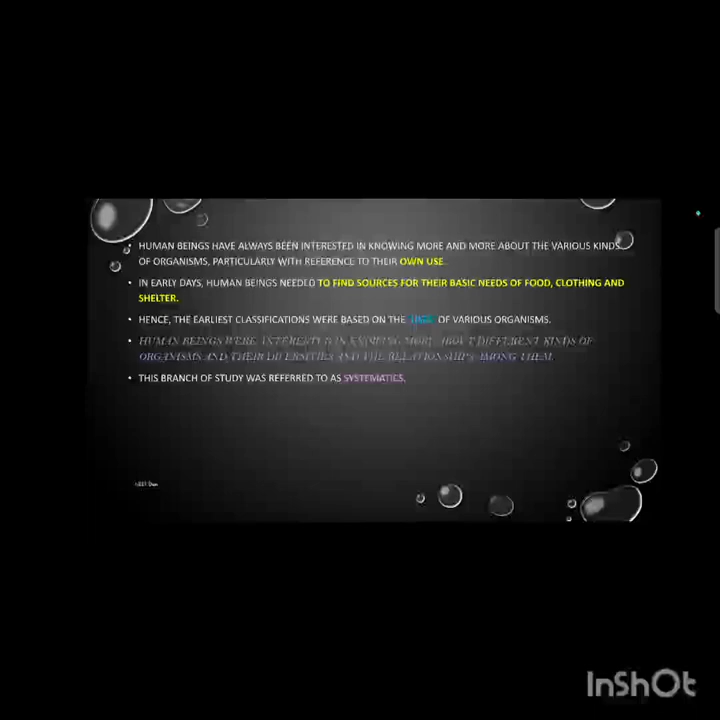 • HUMAN BEINGS HAVE ALWAYS BEEN INTERESTED IN KNOWING MORE AND MORE ABOUT THE VARIOUS KINDS
OF ORGANISMS, PARTICULARLY WITH REFERENCE TO THEIR OWN USE.
• IN EARLY DAYS, HUMAN BEINGS NEEDED TO FIND SOURCES FOR THEIR BASIC NEEDS OF FOOD, CLOTHING AND
SHELTER.
• HENCE, THE EARLIEST CLASSIFICATIONS WERE BASED ON THE OF VARIOUS ORGANISMS.
• HUMAN BEINGS WERE INTERESTED IN KNOWING MORE ABOUT DIFFERENT KINDS OF
ORGANISMS AND THEIR DIVERSITIES AND THE RELATIONSHIPS AMONG THEM.
• THIS BRANCH OF STUDY WAS REFERRED TO AS SYSTEMATICS.
InShOt